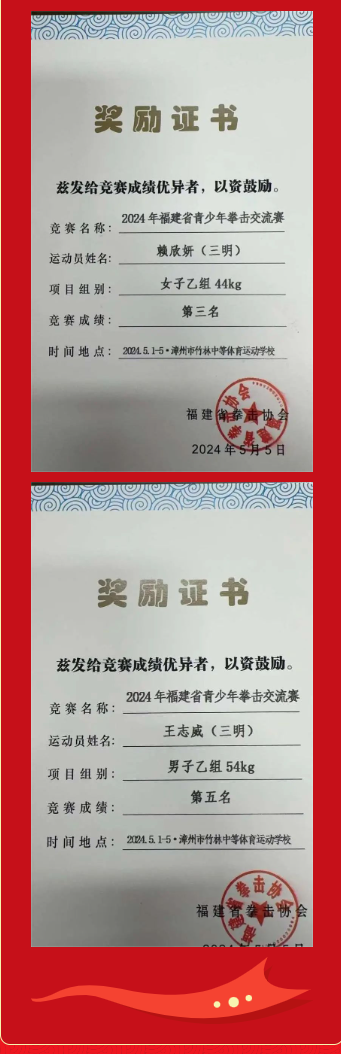 奖励证书
兹发给竞赛成绩优异者，以资鼓励。
竞赛名称：2024年福建省青少年拳击交流赛
运动员姓名：赖欣妍（三明）
项目组别：女子乙组 44kg
竞赛成绩：第三名
时间地点：2024.5.1-5·漳州市竹林中等体育运动学校
福建省拳击协会
2024年5月5日
奖励证书
兹发给竞赛成绩优异者，以资鼓励。
竞赛名称：2024年福建省青少年拳击交流赛
运动员姓名：王志威（三明）
项目组别：男子乙组 54kg
竞赛成绩：第五名
时间地点：2024.5.1-5·漳州市竹林中等体育运动学校
福建省拳击协会